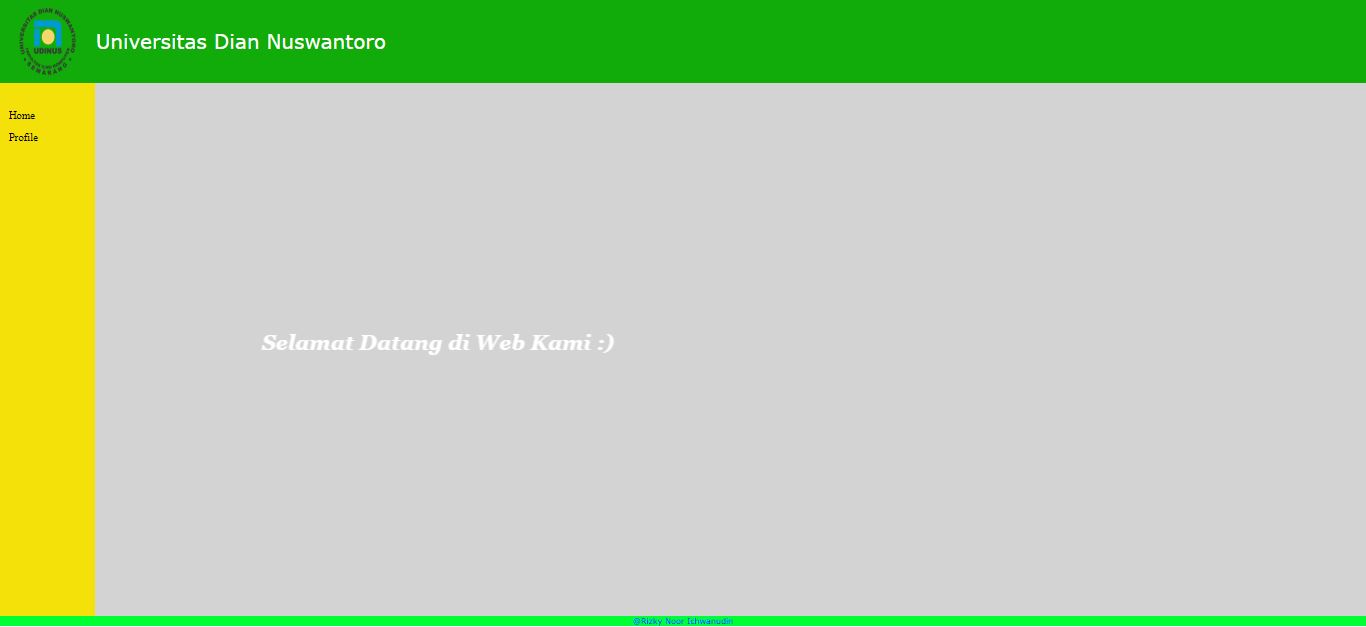 UNIVERSITAS DIAN NUSWANTORO
UDINUS
SEMARANG
Universitas Dian Nuswantoro
Home
Profile
Selamat Datang di Web Kami :)
@Rizky Noor Ichwanudin